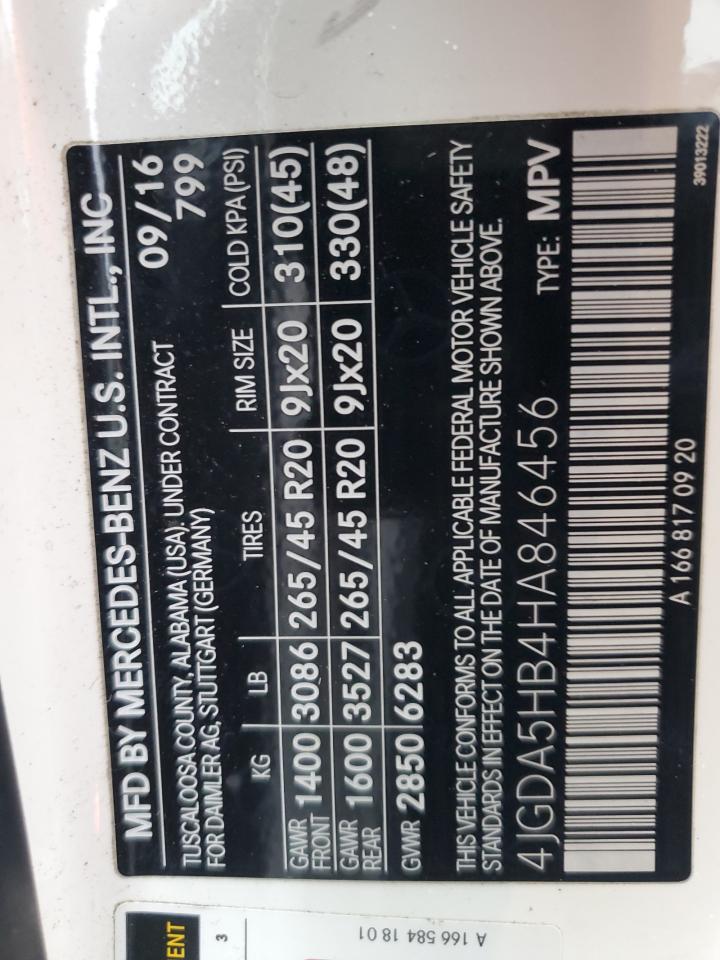 MFD BY MERCEDES-BENZ U.S. INTL., INC
TUSCALOOSA COUNTY, ALABAMA (USA). UNDER CONTRACT 09/16
FOR DAIMLER AG, STUTTGART (GERMANY) 799
KG LB TIRES RIM SIZE COLD KPA (PSI)
GAWR FRONT 1400 3086 265/45 R20 9Jx20 310(45)
GAWR REAR 1600 3527 265/45 R20 9Jx20 330(48)
GVWR 2850 6283
THIS VEHICLE CONFORMS TO ALL APPLICABLE FEDERAL MOTOR VEHICLE SAFETY
STANDARDS IN EFFECT ON THE DATE OF MANUFACTURE SHOWN ABOVE.
4JGDA5HB4HA846456 TYPE: MPV
A 166 817 09 20 39013222
ENT
3
A 166 584 18 01